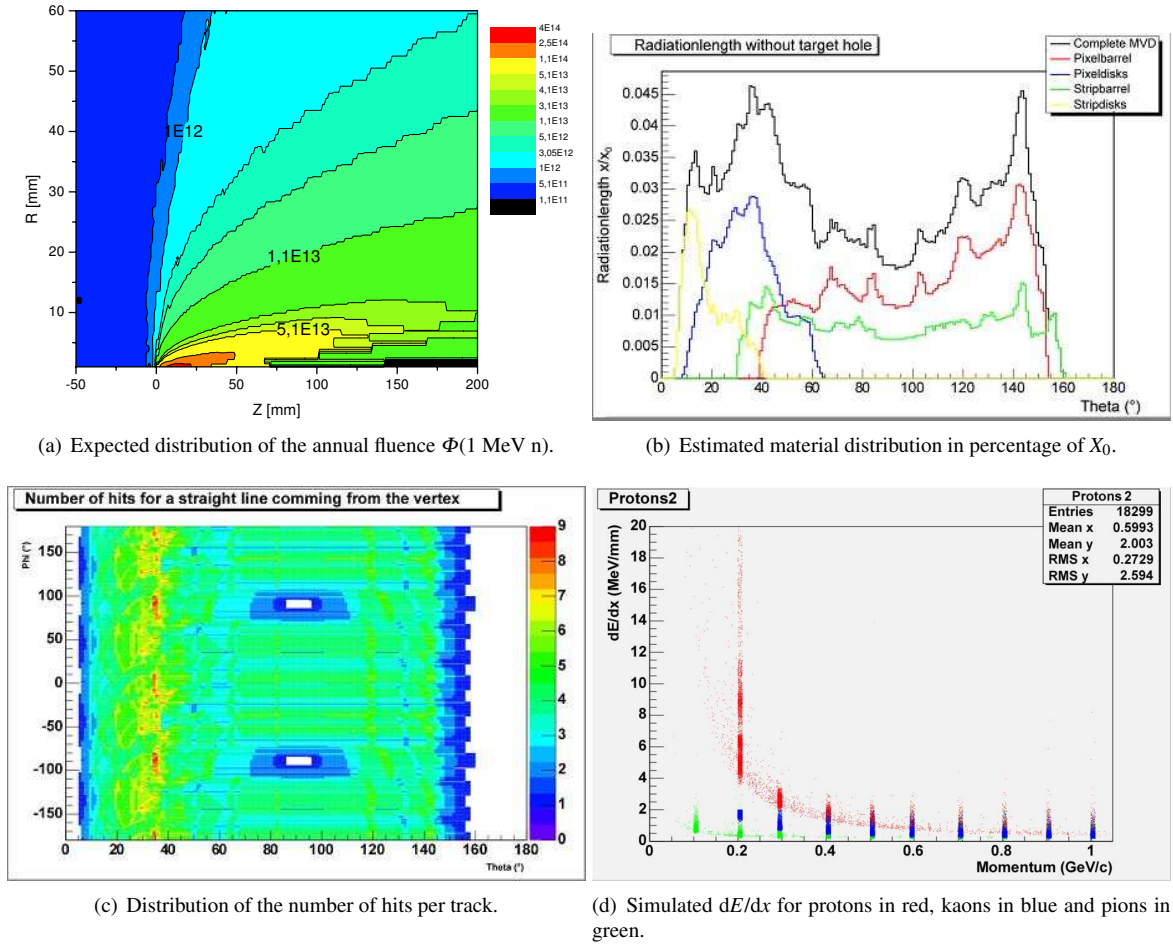 60
50
40
30
20
10
R [mm]
-50
0
50
100
150
200
Z [mm]
1E12
1,1E13
5,1E13
4E14
2,5E14
1,1E14
5,1E13
4,1E13
3,1E13
1,1E13
5,1E12
3,05E12
1E12
5,1E11
1,1E11
(a) Expected distribution of the annual fluence Φ(1 MeV n).
Radiationlength without target hole
Complete MVD
Pixelbarrel
Pixeldisks
Stripbarrel
Stripdisks
Radiationlength x/x₀
0.045
0.04
0.035
0.03
0.025
0.02
0.015
0.01
0.005
0
0
20
40
60
80
100
120
140
160
180
Theta (°)
(b) Estimated material distribution in percentage of X₀.
Number of hits for a straight line comming from the vertex
Phi (°)
150
100
50
0
-50
-100
-150
0
20
40
60
80
100
120
140
160
180
Theta (°)
9
8
7
6
5
4
3
2
1
0
(c) Distribution of the number of hits per track.
Protons2
Protons2
Entries 18299
Mean x 0.5993
Mean y 2.003
RMS x 0.2729
RMS y 2.594
dE/dx (MeV/mm)
20
18
16
14
12
10
8
6
4
2
0
0
0.2
0.4
0.6
0.8
1
Momentum (GeV/c)
(d) Simulated dE/dx for protons in red, kaons in blue and pions in
green.